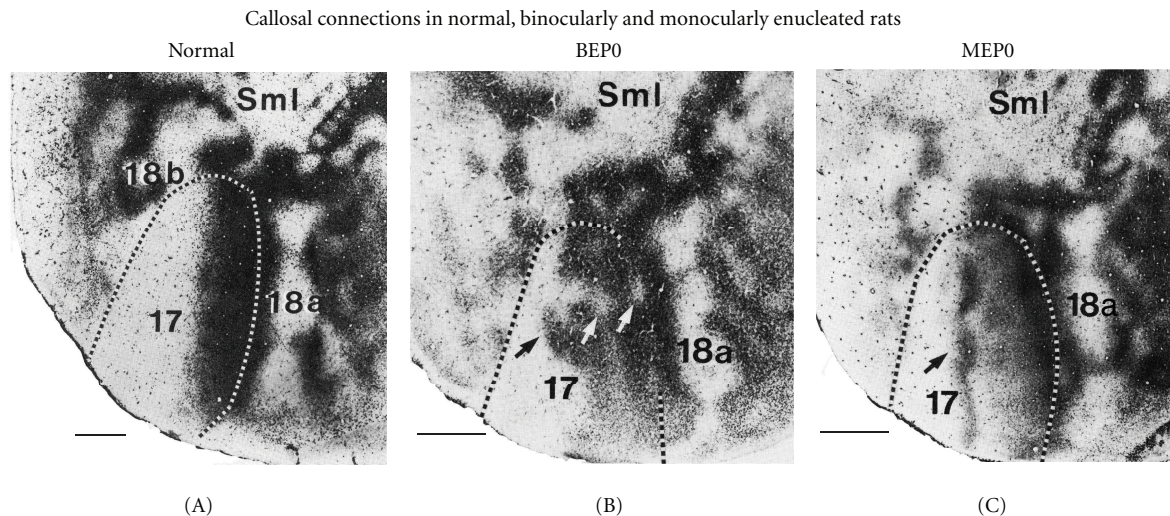 Callosal connections in normal, binocularly and monocularly enucleated rats
Normal BEP0 MEP0
SmI SmI SmI
18b
17 18a 17 18a 17 18a
(A) (B) (C)